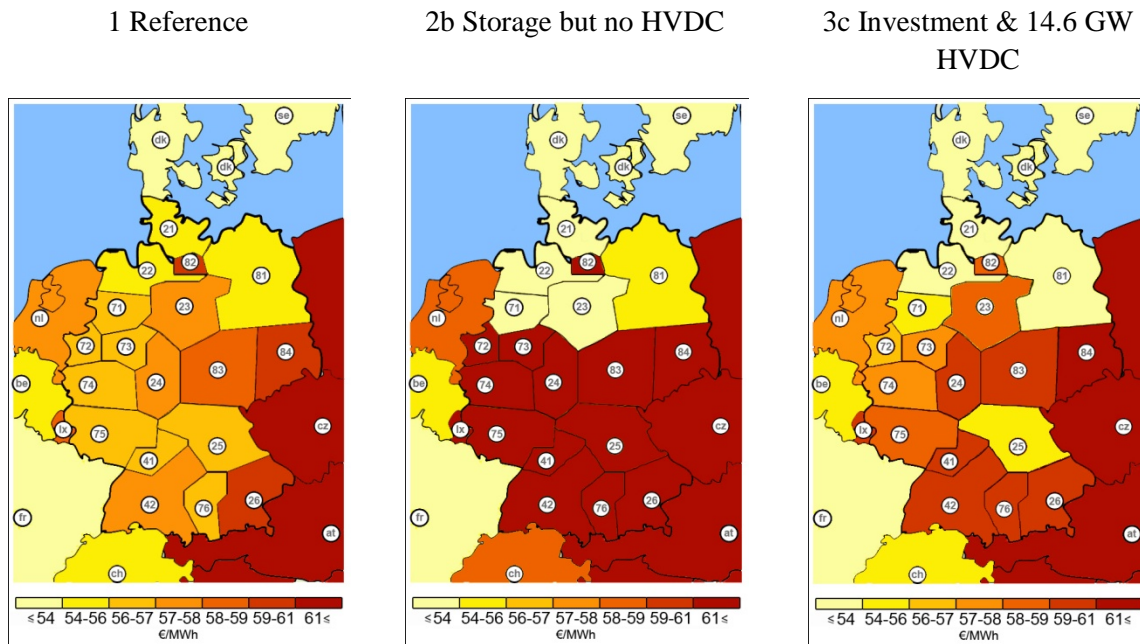 1 Reference
2b Storage but no HVDC
3c Investment & 14.6 GW
HVDC
se
dk
dk
21
22
82
81
71
23
nl
72
73
84
83
74
24
be
lx
75
25
cz
41
42
76
26
fr
at
ch
≤ 54 54-56 56-57 57-58 58-59 59-61 61≤
€/MWh
se
dk
dk
21
22
82
81
71
23
nl
72
73
84
83
74
24
be
lx
75
25
cz
41
42
76
26
fr
at
ch
≤ 54 54-56 56-57 57-58 58-59 59-61 61≤
€/MWh
se
dk
dk
21
22
82
81
71
23
nl
72
73
84
83
74
24
be
lx
75
25
cz
41
42
76
26
fr
at
ch
≤ 54 54-56 56-57 57-58 58-59 59-61 61≤
€/MWh